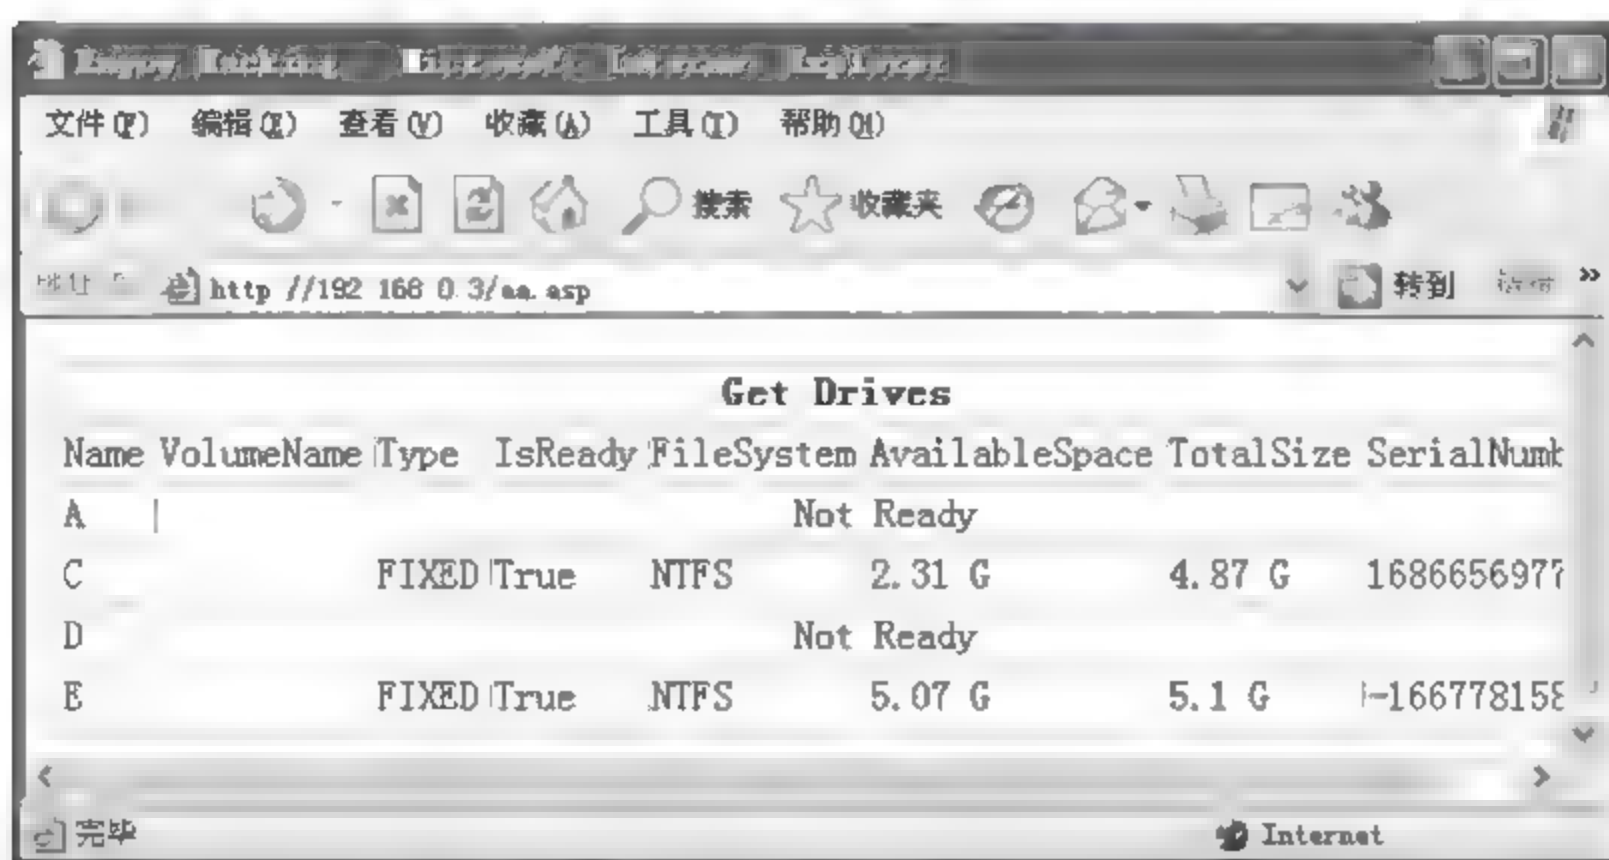 文件(F) 编辑(E) 查看(V) 收藏(A) 工具(T) 帮助(H)
搜索 收藏夹
http //192 168 0.3/aa.asp 转到 »
Get Drives
Name VolumeName Type IsReady FileSystem AvailableSpace TotalSize SerialNumb
A Not Ready
C FIXED True NTFS 2.31 G 4.87 G 1686656977
D Not Ready
E FIXED True NTFS 5.07 G 5.1 G -166778158
完毕 Internet